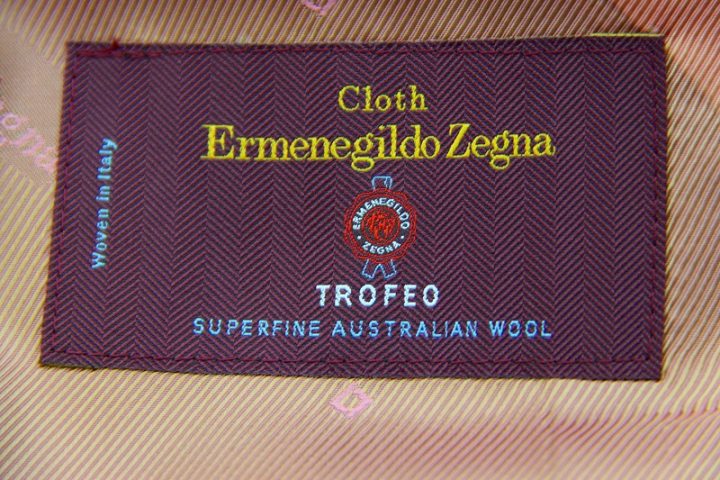 Cloth
Ermenegildo Zegna
Woven in Italy
ERMENEGILDO
ZEGNA
TROFEO
SUPERFINE AUSTRALIAN WOOL